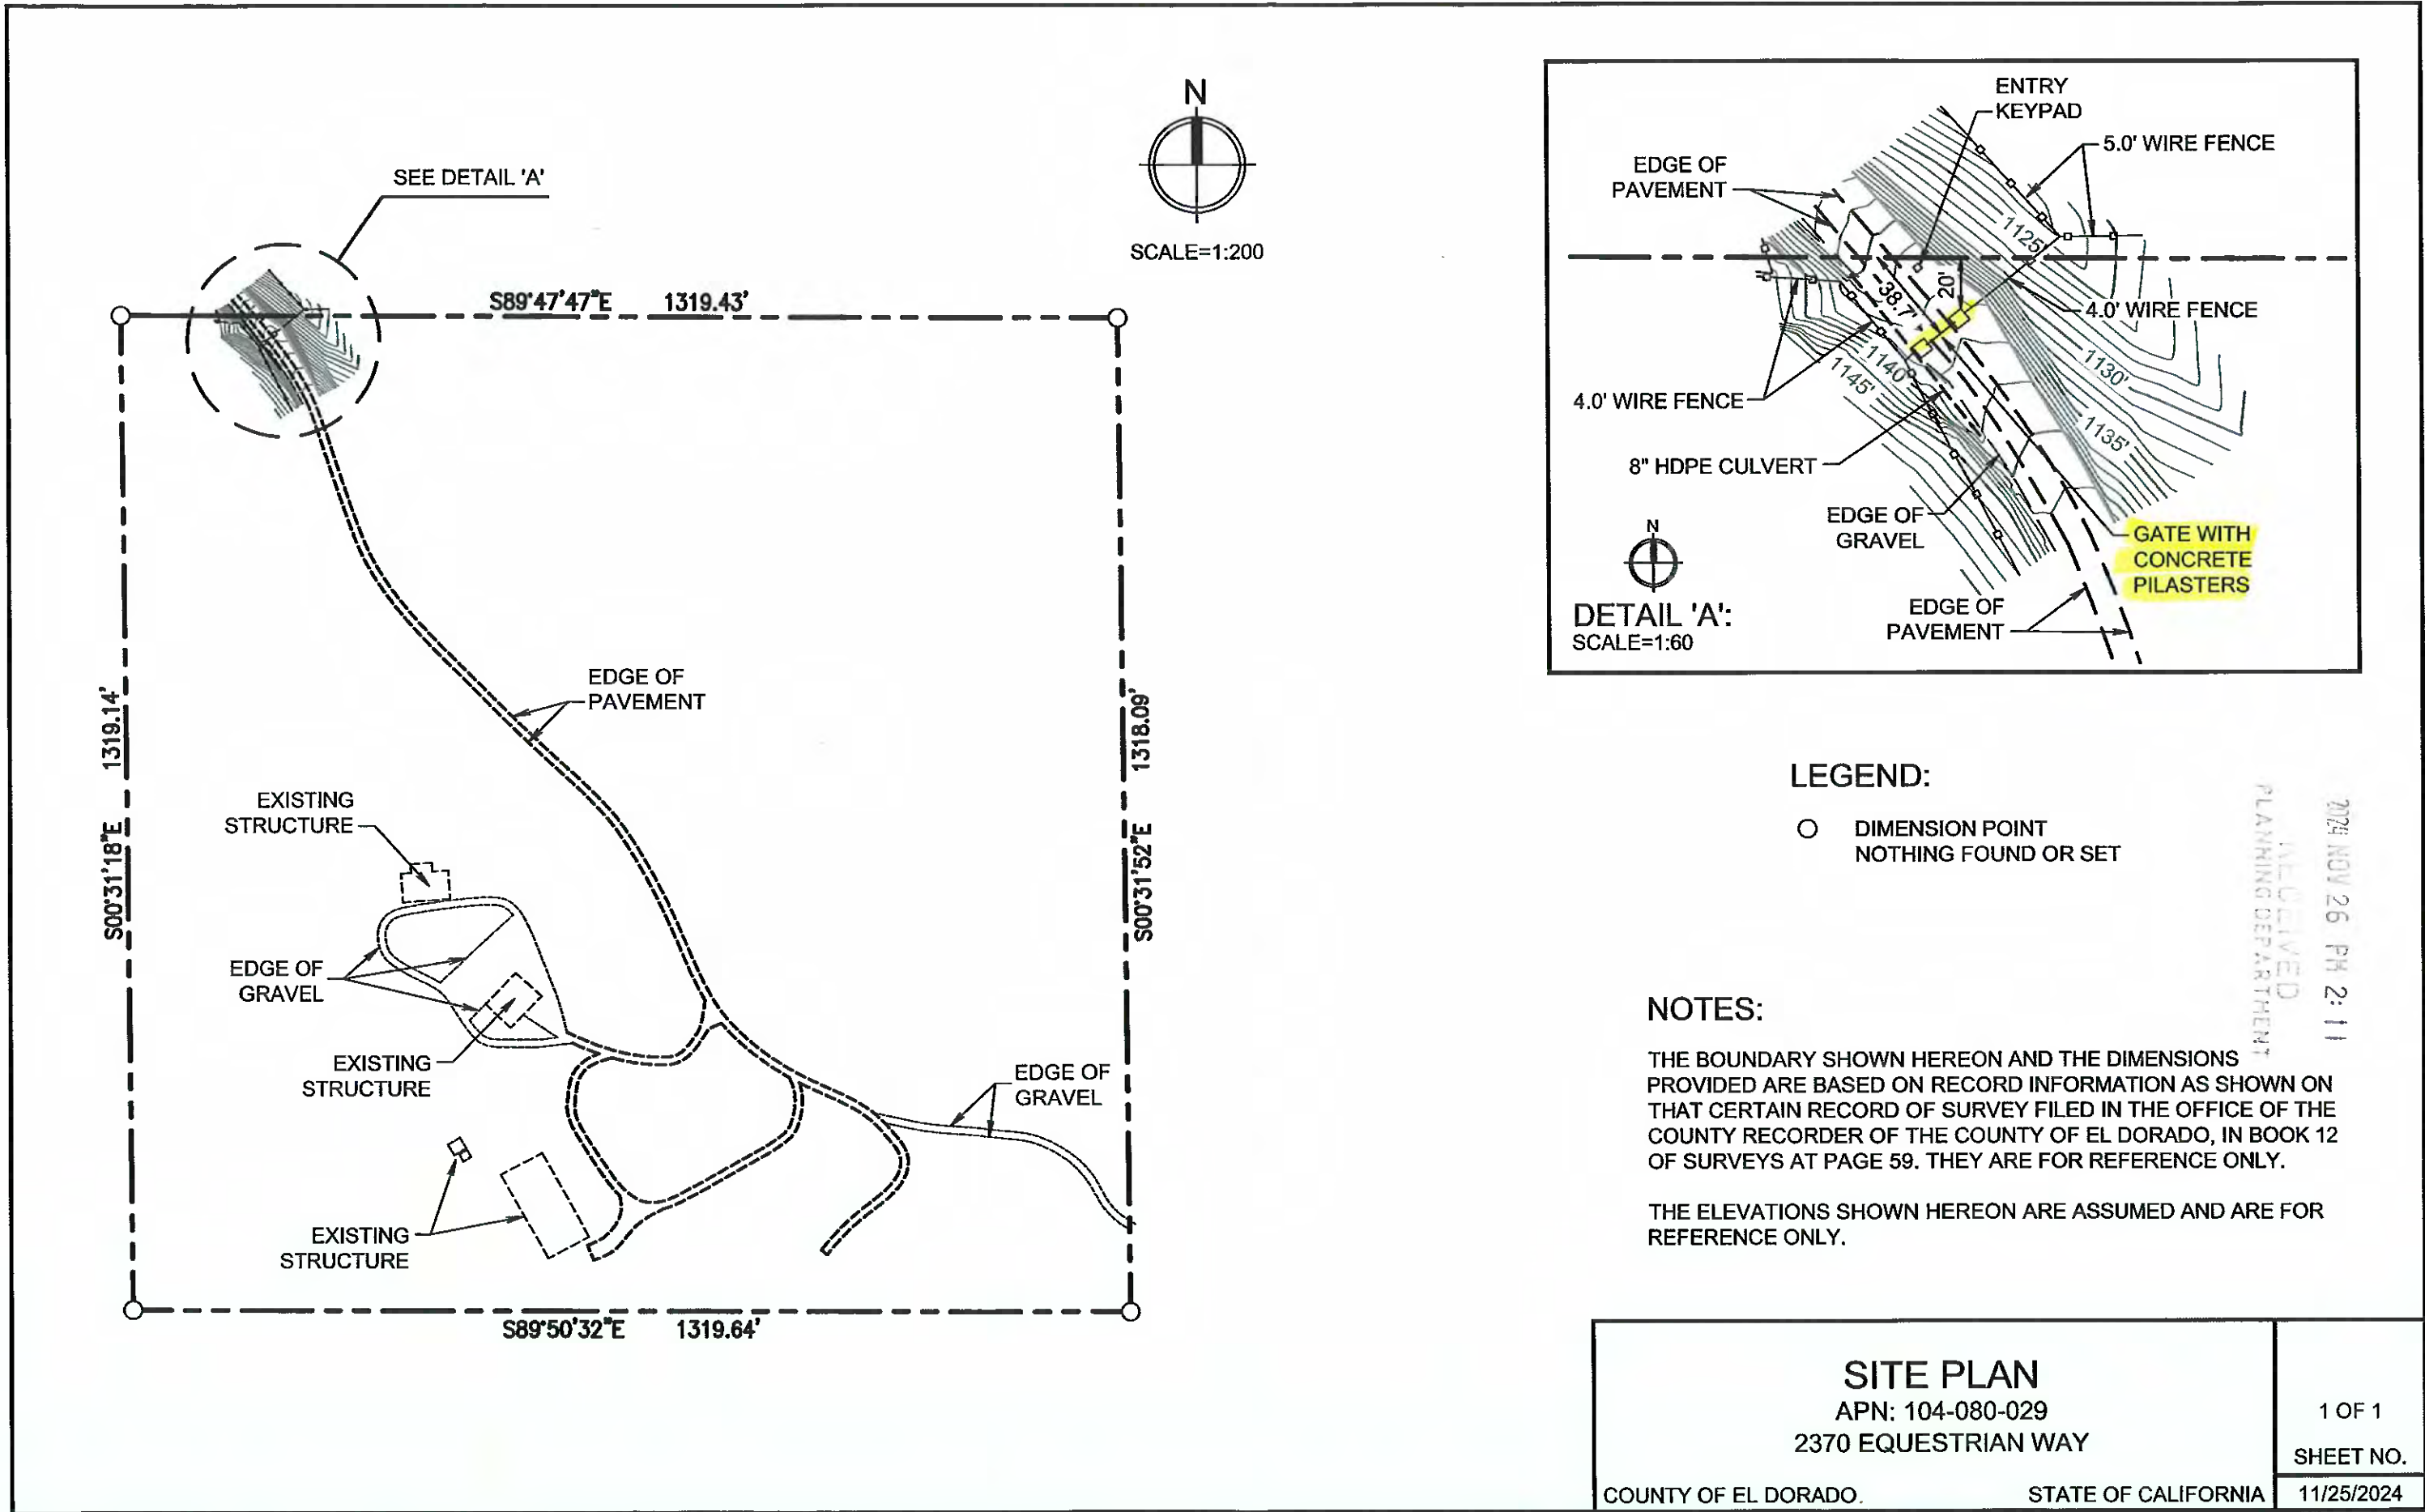 SEE DETAIL 'A'
N
SCALE=1:200
S89°47'47"E 1319.43'
S00°31'18"E 1319.14'
S00°31'52"E 1318.09'
S89°50'32"E 1319.64'
EDGE OF
PAVEMENT
EXISTING
STRUCTURE
EDGE OF
GRAVEL
EXISTING
STRUCTURE
EXISTING
STRUCTURE
EDGE OF
GRAVEL
ENTRY
KEYPAD
5.0' WIRE FENCE
EDGE OF
PAVEMENT
1125'
20'
38.7'
4.0' WIRE FENCE
1140'
1145'
1130'
4.0' WIRE FENCE
1135'
8" HDPE CULVERT
EDGE OF
GRAVEL
GATE WITH
CONCRETE
PILASTERS
N
EDGE OF
PAVEMENT
DETAIL 'A':
SCALE=1:60
LEGEND:
DIMENSION POINT
NOTHING FOUND OR SET
2024 NOV 26 PM 2:11
RECEIVED
PLANNING DEPARTMENT
NOTES:
THE BOUNDARY SHOWN HEREON AND THE DIMENSIONS
PROVIDED ARE BASED ON RECORD INFORMATION AS SHOWN ON
THAT CERTAIN RECORD OF SURVEY FILED IN THE OFFICE OF THE
COUNTY RECORDER OF THE COUNTY OF EL DORADO, IN BOOK 12
OF SURVEYS AT PAGE 59. THEY ARE FOR REFERENCE ONLY.
THE ELEVATIONS SHOWN HEREON ARE ASSUMED AND ARE FOR
REFERENCE ONLY.
SITE PLAN
APN: 104-080-029
2370 EQUESTRIAN WAY
COUNTY OF EL DORADO.
STATE OF CALIFORNIA
1 OF 1
SHEET NO.
11/25/2024